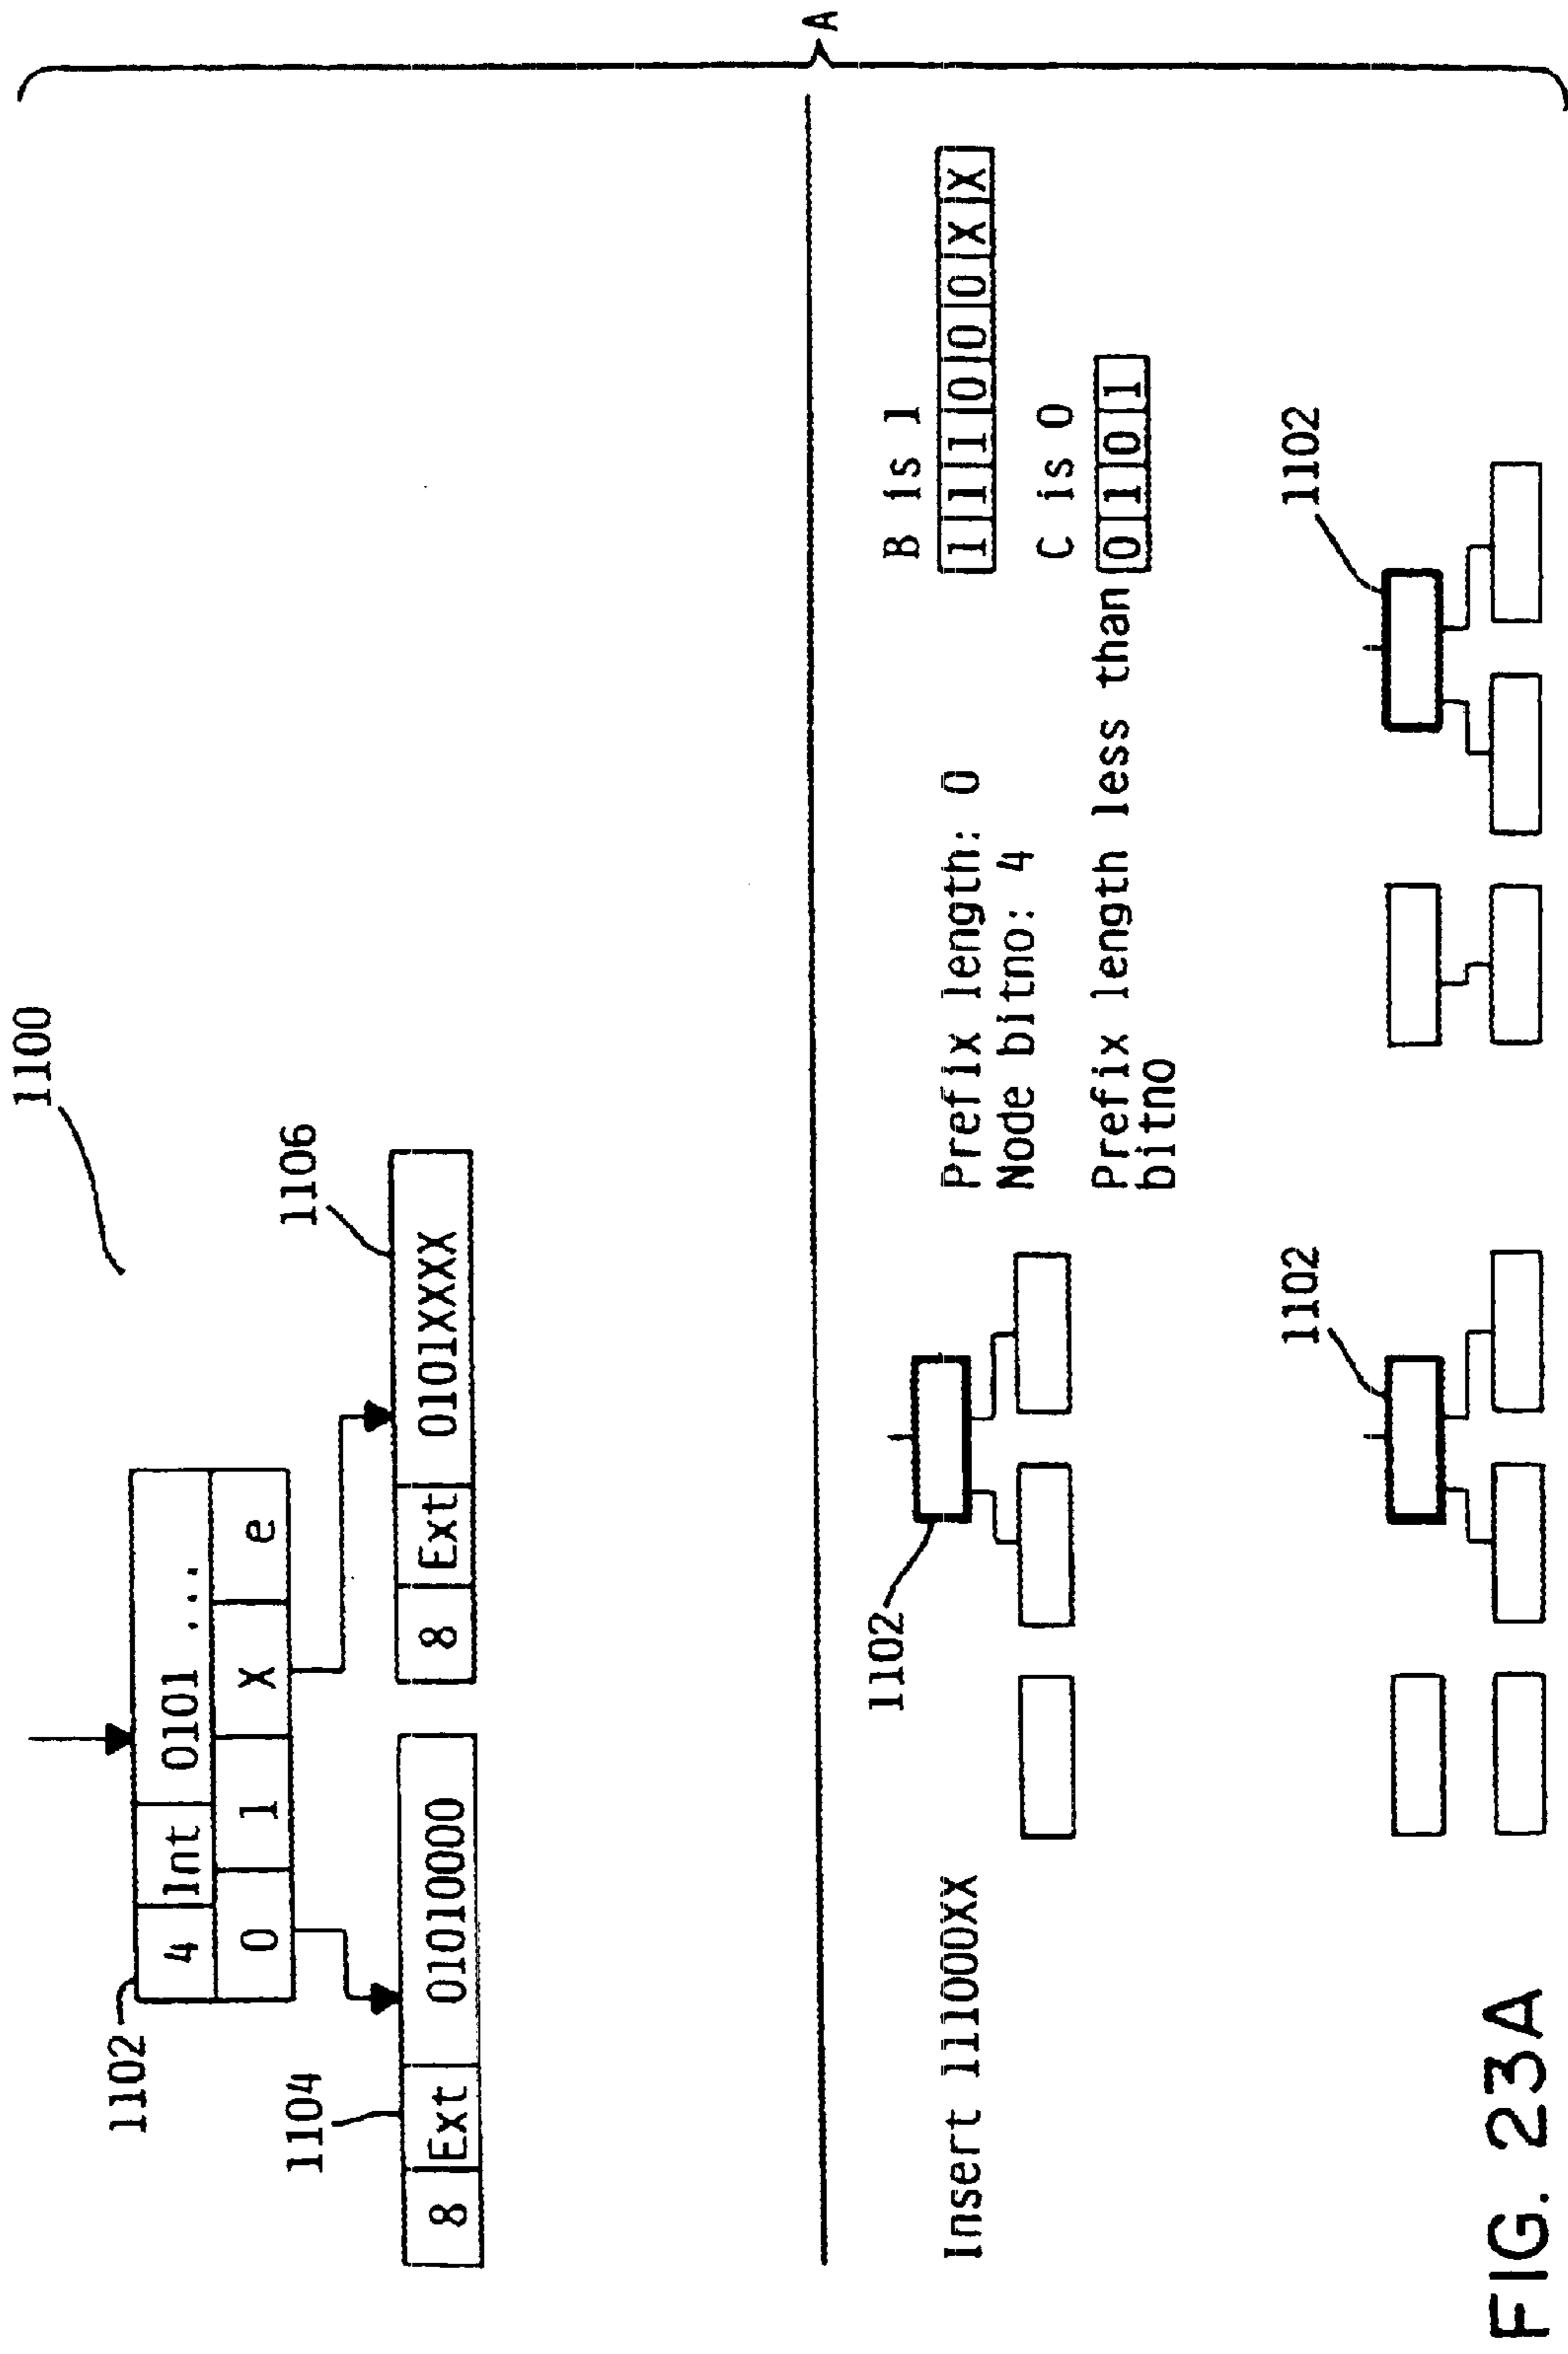 1100
1102
4 Int 0101 ...
0 1 X e
1104
8 Ext 01010000
1106
8 Ext 0101XXXX
A
Insert 111000XX
1102
Prefix length: 0
Node bitno: 4
Prefix length less than
bitno
B is 1
1 1 1 0 0 0 X X
C is 0
0 1 0 1
1102
1102
FIG. 23A